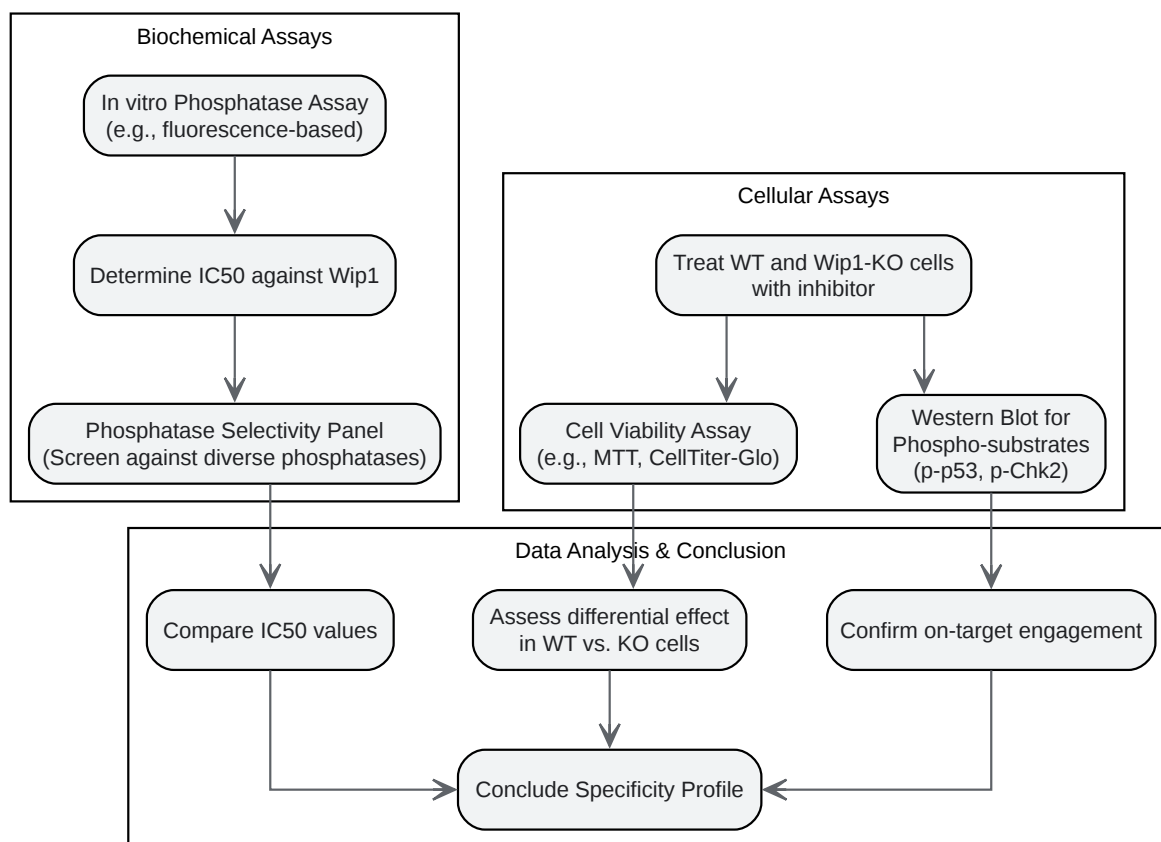 Biochemical Assays
In vitro Phosphatase Assay
(e.g., fluorescence-based)
Determine IC50 against Wip1
Phosphatase Selectivity Panel
(Screen against diverse phosphatases)
Cellular Assays
Treat WT and Wip1-KO cells
with inhibitor
Cell Viability Assay
(e.g., MTT, CellTiter-Glo)
Western Blot for
Phospho-substrates
(p-p53, p-Chk2)
Data Analysis & Conclusion
Compare IC50 values
Assess differential effect
in WT vs. KO cells
Confirm on-target engagement
Conclude Specificity Profile